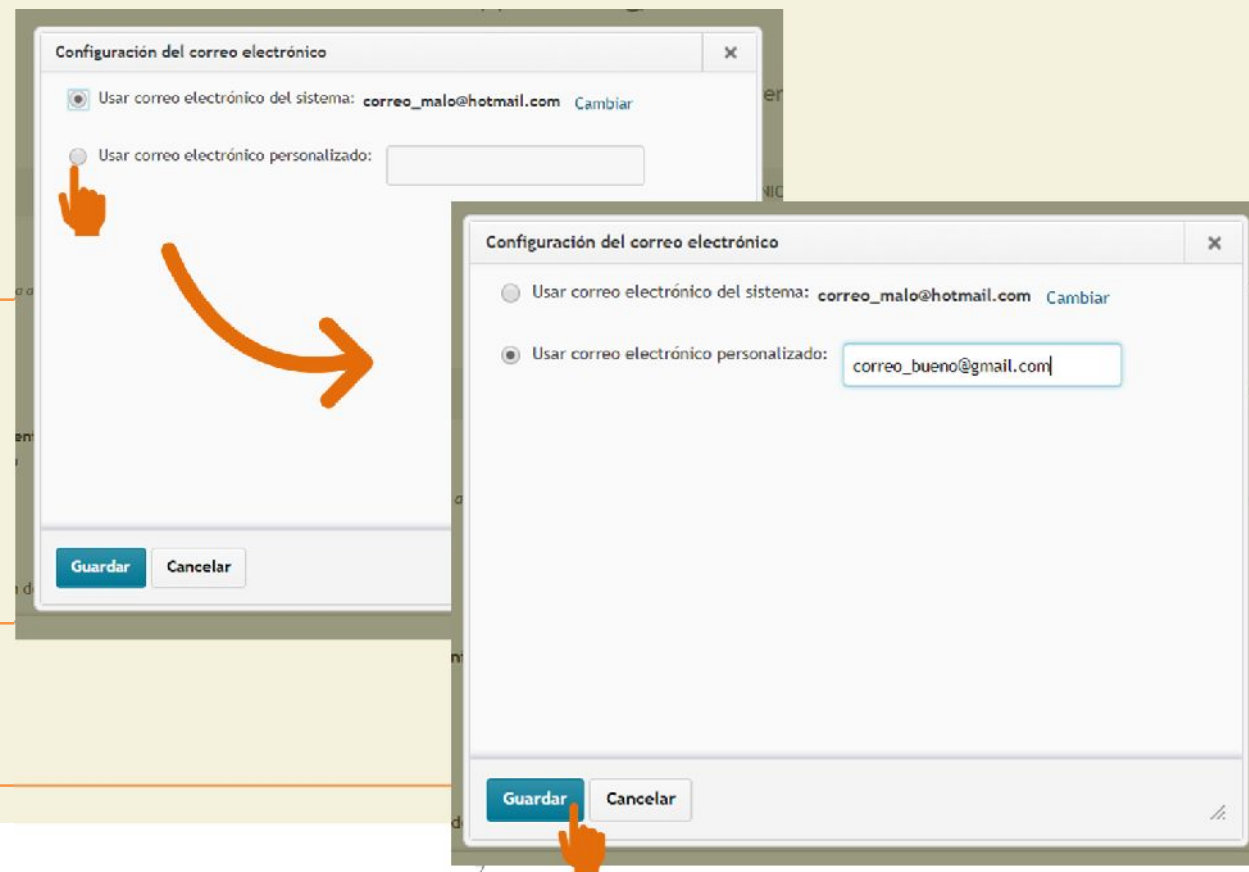 Configuración del correo electrónico
Usar correo electrónico del sistema: correo_malo@hotmail.com Cambiar
Usar correo electrónico personalizado:
Guardar Cancelar
Configuración del correo electrónico
Usar correo electrónico del sistema: correo_malo@hotmail.com Cambiar
Usar correo electrónico personalizado: correo_bueno@gmail.com
Guardar Cancelar